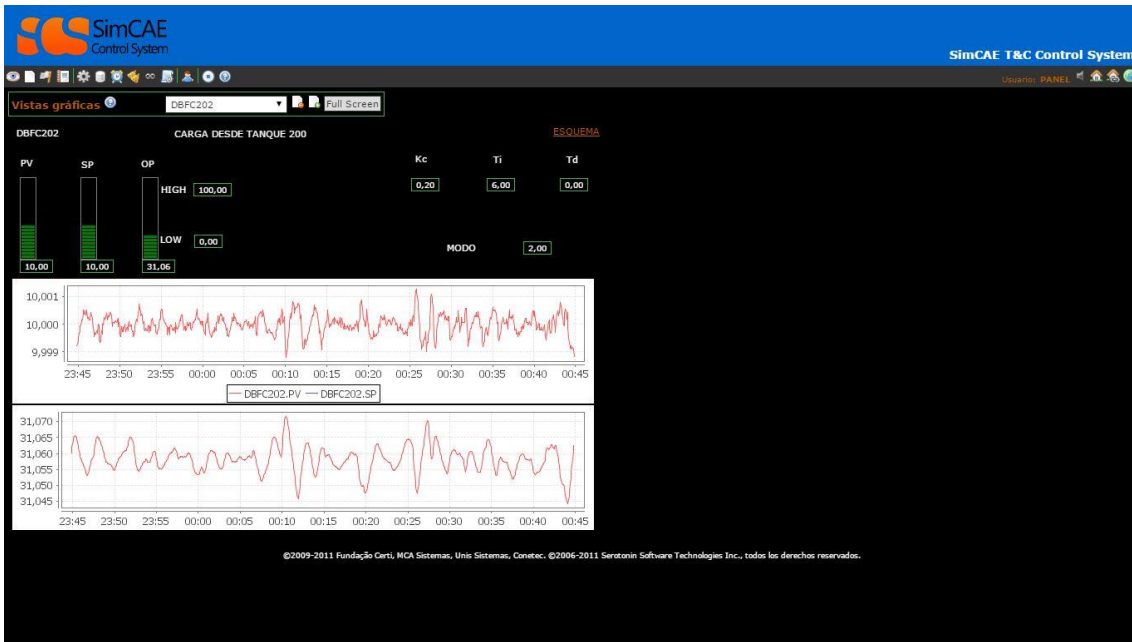 SCS SimCAE
Control System
SimCAE T&C Control System
Usuario: PANEL
Vistas gráficas DBFC202 Full Screen
DBFC202 CARGA DESDE TANQUE 200 ESQUEMA
PV SP OP Kc Ti Td
HIGH 100,00 0,20 6,00 0,00
LOW 0,00 MODO 2,00
10,00 10,00 31,06
10,001
10,000
9,999
23:45 23:50 23:55 00:00 00:05 00:10 00:15 00:20 00:25 00:30 00:35 00:40 00:45
DBFC202.PV DBFC202.SP
31,070
31,065
31,060
31,055
31,050
31,045
23:45 23:50 23:55 00:00 00:05 00:10 00:15 00:20 00:25 00:30 00:35 00:40 00:45
©2009-2011 Fundação Certi, MCA Sistemas, Unis Sistemas, Conetec. ©2006-2011 Serotonin Software Technologies Inc., todos los derechos reservados.